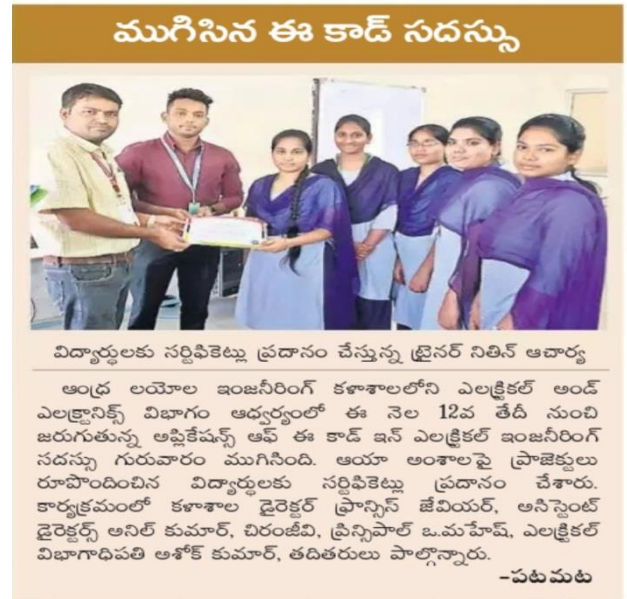 ముగిసిన ఈ కాడ్ సదస్సు
విద్యార్థులకు సర్టిఫికెట్లు ప్రదానం చేస్తున్న ట్రైనర్ నితిన్ ఆచార్య
ఆంధ్ర లయోల ఇంజనీరింగ్ కళాశాలలోని ఎలక్ట్రికల్ అండ్
ఎలక్ట్రానిక్స్ విభాగం ఆధ్వర్యంలో ఈ నెల 12వ తేదీ నుంచి
జరుగుతున్న అప్లికేషన్స్ ఆఫ్ ఈ కాడ్ ఇన్ ఎలక్ట్రికల్ ఇంజనీరింగ్
సదస్సు గురువారం ముగిసింది. ఆయా అంశాలపై ప్రాజెక్టులు
రూపొందించిన విద్యార్థులకు సర్టిఫికెట్లు ప్రదానం చేశారు.
కార్యక్రమంలో కళాశాల డైరెక్టర్ ఫ్రాన్సిస్ జేవియర్, అసిస్టెంట్
డైరెక్టర్స్ అనిల్ కుమార్, చిరంజీవి, ప్రిన్సిపాల్ ఒ.మహేష్, ఎలక్ట్రికల్
విభాగాధిపతి అశోక్ కుమార్, తదితరులు పాల్గొన్నారు.
-పటమట